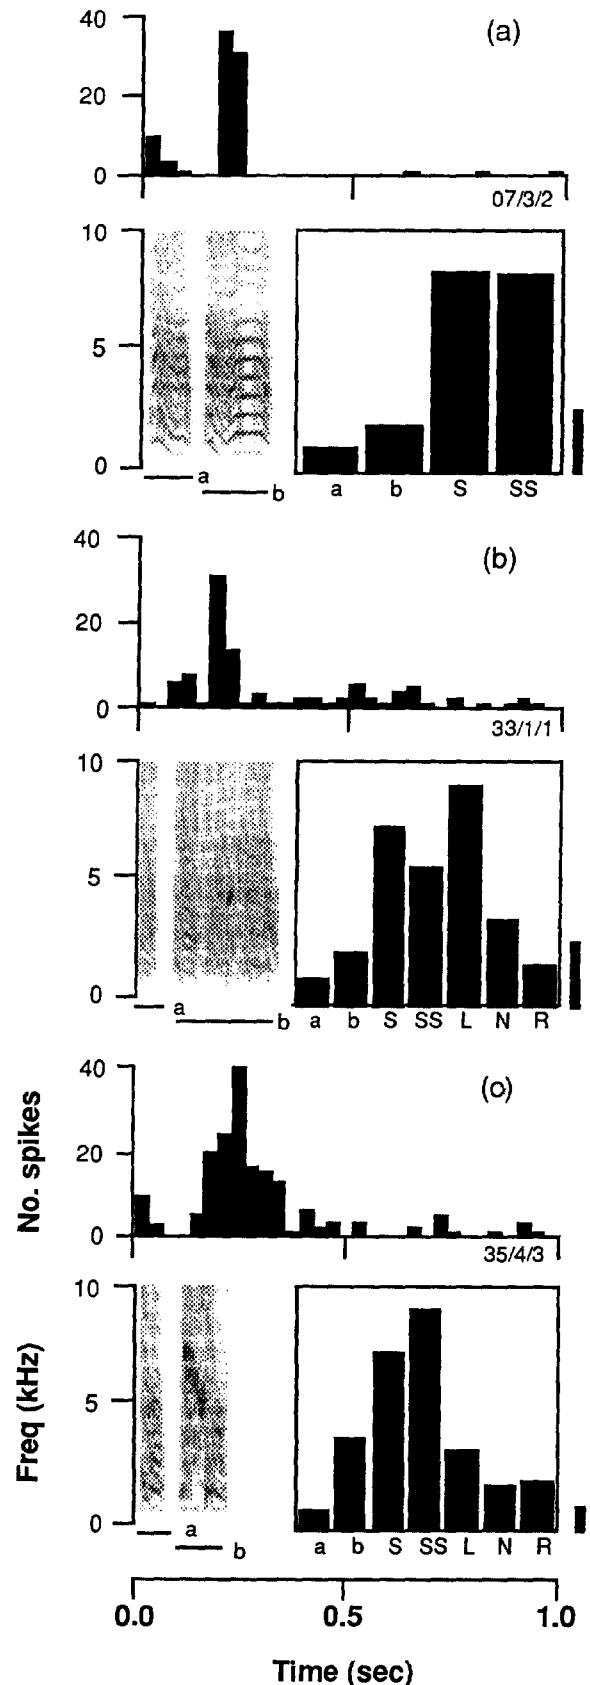 (a)
40
20
0
07/3/2
10
5
0
a
b
a b S SS
(b)
40
20
0
33/1/1
10
5
0
a
b
a b S SS L N R
(c)
No. spikes
40
20
0
35/4/3
Freq (kHz)
10
5
0
a
b
a b S SS L N R
0.0 0.5 1.0
Time (sec)